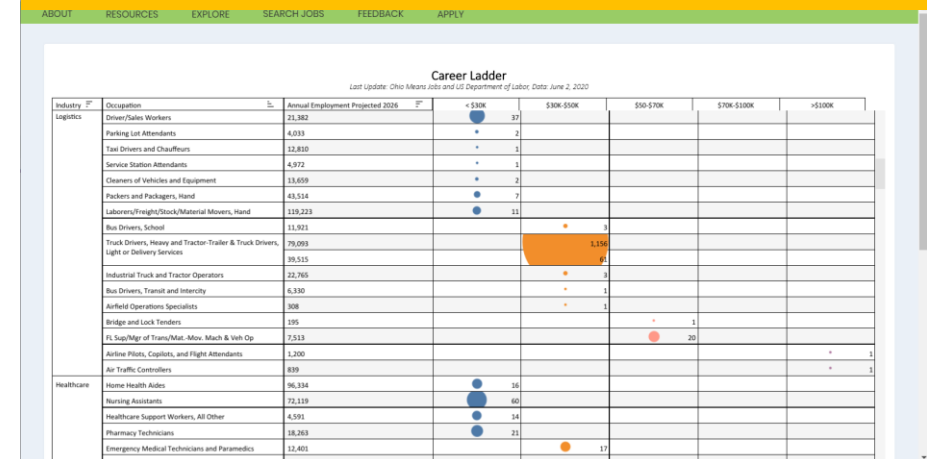 ABOUT RESOURCES EXPLORE SEARCH JOBS FEEDBACK APPLY
Career Ladder
Last Update: Ohio Means Jobs and US Department of Labor, Data: June 2, 2020
Industry Occupation Annual Employment Projected 2026 < $30K $30K-$50K $50-$70K $70K-$100K >$100K
Logistics Driver/Sales Workers 21,382 37
Parking Lot Attendants 4,033 2
Taxi Drivers and Chauffeurs 12,810 1
Service Station Attendants 4,972 1
Cleaners of Vehicles and Equipment 13,659 2
Packers and Packagers, Hand 43,514 7
Laborers/Freight/Stock/Material Movers, Hand 119,223 11
Bus Drivers, School 11,921 3
Truck Drivers, Heavy and Tractor-Trailer & Truck Drivers, 79,093 1,156
Light or Delivery Services 39,515 61
Industrial Truck and Tractor Operators 22,765 3
Bus Drivers, Transit and Intercity 6,330 1
Airfield Operations Specialists 308 1
Bridge and Lock Tenders 195 1
FL Sup/Mgr of Trans/Mat.-Mov. Mach & Veh Op 7,513 20
Airline Pilots, Copilots, and Flight Attendants 1,200 1
Air Traffic Controllers 839 1
Healthcare Home Health Aides 96,334 16
Nursing Assistants 72,119 60
Healthcare Support Workers, All Other 4,591 14
Pharmacy Technicians 18,263 21
Emergency Medical Technicians and Paramedics 12,401 17